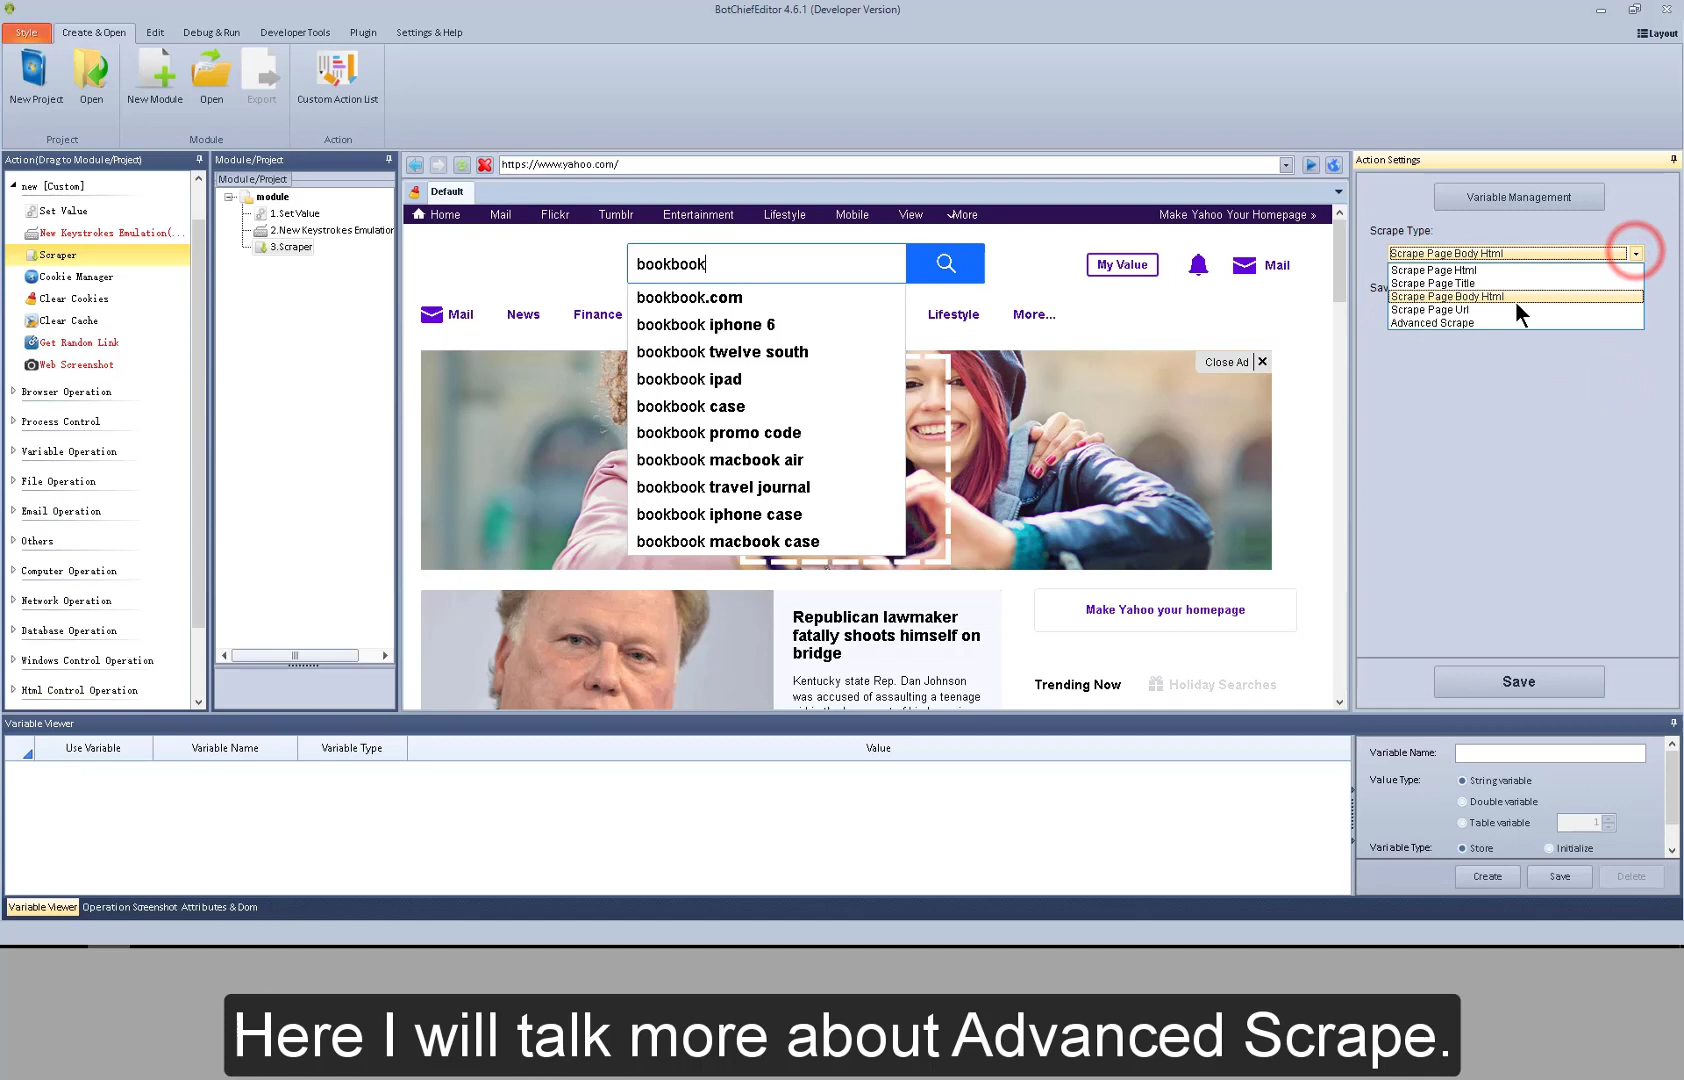 BotChiefEditor 4.6.1 (Developer Version)
Style Create & Open Edit Debug & Run Developer Tools Plugin Settings & Help Layout
New Project Open New Module Open Export Custom Action List
Project Module Action
Action(Drag to Module/Project)
new [Custom]
Set Value
New Keystrokes Emulation(...
Scraper
Cookie Manager
Clear Cookies
Clear Cache
Get Random Link
Web Screenshot
Browser Operation
Process Control
Variable Operation
File Operation
Email Operation
Others
Computer Operation
Network Operation
Database Operation
Windows Control Operation
Html Control Operation
Module/Project
Module/Project
module
1.Set Value
2.New Keystrokes Emulation
3.Scraper
https://www.yahoo.com/
Default
Home Mail Flickr Tumblr Entertainment Lifestyle Mobile View More Make Yahoo Your Homepage »
bookbook
My Value Mail
bookbook.com
bookbook iphone 6
bookbook twelve south
bookbook ipad
bookbook case
bookbook promo code
bookbook macbook air
bookbook travel journal
bookbook iphone case
bookbook macbook case
Mail News Finance Lifestyle More...
Close Ad X
Republican lawmaker
fatally shoots himself on
bridge
Kentucky state Rep. Dan Johnson
was accused of assaulting a teenage
Make Yahoo your homepage
Trending Now Holiday Searches
Action Settings
Variable Management
Scrape Type:
Scrape Page Body Html
Scrape Page Html
Scrape Page Title
Scrape Page Body Html
Scrape Page Url
Advanced Scrape
Sav
Save
Variable Viewer
Use Variable Variable Name Variable Type Value
Variable Name:
Value Type: String variable
Double variable
Table variable 1
Variable Type: Store Initialize
Create Save Delete
Variable Viewer Operation Screenshot Attributes & Dom
Here I will talk more about Advanced Scrape.